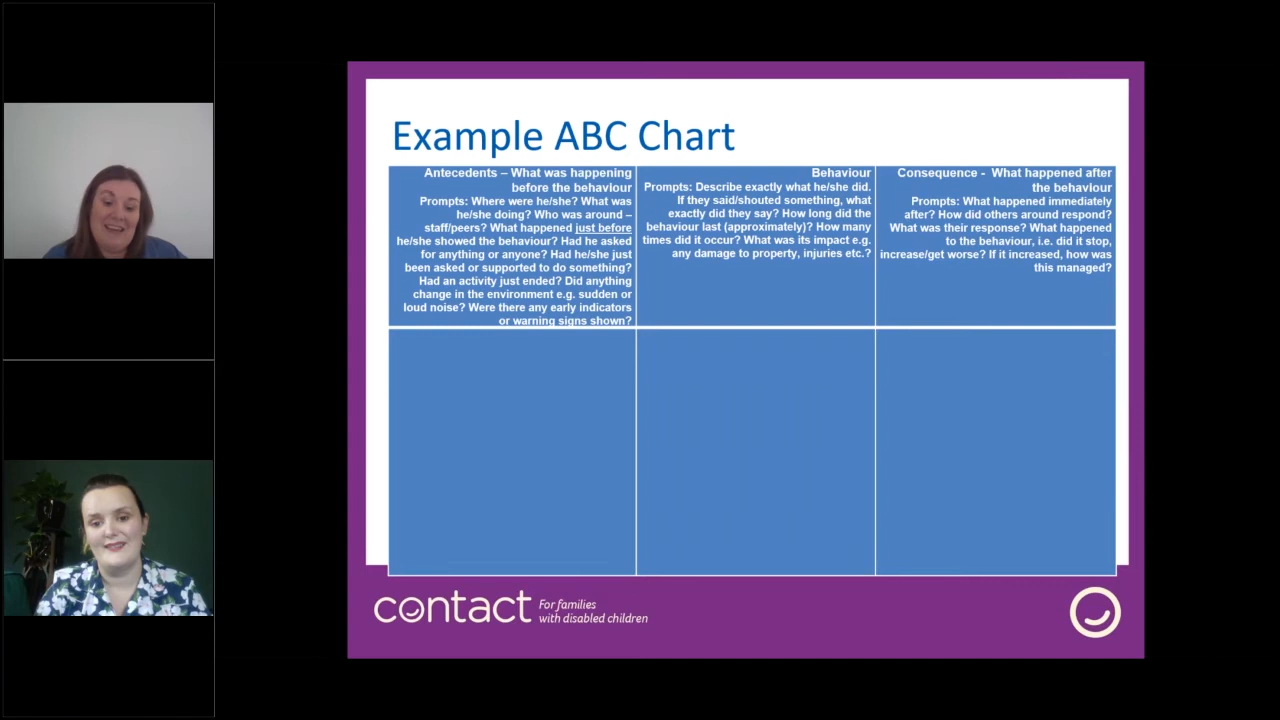 Example ABC Chart
Antecedents – What was happening
before the behaviour
Prompts: Where were he/she? What was
he/she doing? Who was around –
staff/peers? What happened just before
he/she showed the behaviour? Had he asked
for anything or anyone? Had he/she just
been asked or supported to do something?
Had an activity just ended? Did anything
change in the environment e.g. sudden or
loud noise? Were there any early indicators
or warning signs shown?
Behaviour
Prompts: Describe exactly what he/she did.
If they said/shouted something, what
exactly did they say? How long did the
behaviour last (approximately)? How many
times did it occur? What was its impact e.g.
any damage to property, injuries etc.?
Consequence - What happened after
the behaviour
Prompts: What happened immediately
after? How did others around respond?
What was their response? What happened
to the behaviour, i.e. did it stop,
increase/get worse? If it increased, how was
this managed?
contact
For families
with disabled children